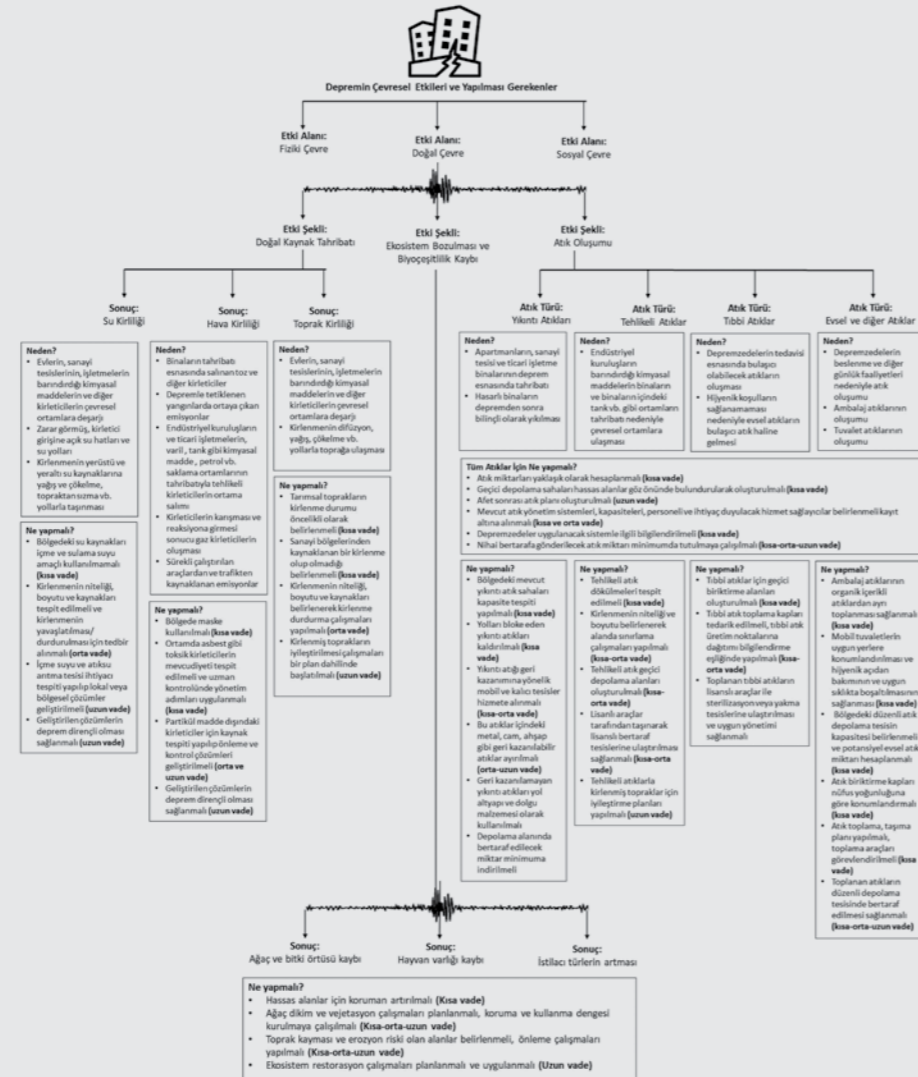 Depremin Çevresel Etkileri ve Yapılması Gerekenler
Etki Alanı:
Fiziki Çevre
Etki Alanı:
Doğal Çevre
Etki Alanı:
Sosyal Çevre
Etki Şekli:
Doğal Kaynak Tahribatı
Etki Şekli:
Ekosistem Bozulması ve
Biyoçeşitlilik Kaybı
Etki Şekli:
Atık Oluşumu
Sonuç:
Su Kirliliği
Sonuç:
Hava Kirliliği
Sonuç:
Toprak Kirliliği
Atık Türü:
Yıkıntı Atıkları
Atık Türü:
Tehlikeli Atıklar
Atık Türü:
Tıbbi Atıklar
Atık Türü:
Evsel ve diğer Atıklar
Neden?
• Evlerin, sanayi
tesislerinin, işletmelerin
barındırdığı kimyasal
maddelerin ve diğer
kirleticilerin çevresel
ortamlara deşarjı
• Zarar görmüş, kirletici
girişine açık su hatları ve
su yolları
• Kirlenmenin yerüstü ve
yeraltı su kaynaklarına
yağış ve çökelme,
topraktan sızma vb.
yollarla taşınması
Ne yapmalı?
• Bölgedeki su kaynakları
içme ve sulama suyu
amaçlı kullanılmamalı
(kısa vade)
• Kirlenmenin niteliği,
boyutu ve kaynakları
tespit edilmeli ve
kirlenmenin
yavaşlatılması/
durdurulması için tedbir
alınmalı (orta vade)
• İçme suyu ve atıksu
arıtma tesisi ihtiyacı
tespiti yapılıp lokal veya
bölgesel çözümler
geliştirilmeli (uzun vade)
• Geliştirilen çözümlerin
deprem dirençli olması
sağlanmalı (uzun vade)
Neden?
• Binaların tahribatı
esnasında salınan toz ve
diğer kirleticiler
• Depremle tetiklenen
yangınlarda ortaya çıkan
emisyonlar
• Endüstriyel kuruluşların
ve ticari işletmelerin,
varil , tank gibi kimyasal
madde , petrol vb.
saklama ortamlarının
tahribatıyla tehlikeli
kirleticilerin ortama
salımı
• Kirleticilerin karışması ve
reaksiyona girmesi
sonucu gaz kirleticilerin
oluşması
• Sürekli çalıştırılan
araçlardan ve trafikten
kaynaklanan emisyonlar
Ne yapmalı?
• Bölgede maske
kullanılmalı (kısa vade)
• Ortamda asbest gibi
toksik kirleticilerin
mevcudiyeti tespit
edilmeli ve uzman
kontrolünde yönetim
adımları uygulanmalı
(kısa vade)
• Partikül madde dışındaki
kirleticiler için kaynak
tespiti yapılıp önleme ve
kontrol çözümleri
geliştirilmeli (orta ve
uzun vade)
• Geliştirilen çözümlerin
deprem dirençli olması
sağlanmalı (uzun vade)
Neden?
• Evlerin, sanayi
tesislerinin, işletmelerin
barındırdığı kimyasal
maddelerin ve diğer
kirleticilerin çevresel
ortamlara deşarjı
• Kirlenmenin difüzyon,
yağış, çökelme vb.
yollarla toprağa ulaşması
Ne yapmalı?
• Tarımsal toprakların
kirlenme durumu
öncelikli olarak
belirlenmeli (kısa vade)
• Sanayi bölgelerinden
kaynaklanan bir kirlenme
olup olmadığı
belirlenmeli (kısa vade)
• Kirlenmenin niteliği,
boyutu ve kaynakları
belirlenerek kirlenme
durdurma çalışmaları
yapılmalı (orta vade)
• Kirlenmiş toprakların
iyileştirilmesi çalışmaları
bir plan dahilinde
başlatılmalı (uzun vade)
Neden?
• Apartmanların, sanayi
tesisi ve ticari işletme
binalarının deprem
esnasında tahribatı
• Hasarlı binaların
depremden sonra
bilinçli olarak yıkılması
Neden?
• Endüstriyel
kuruluşların
barındırdığı kimyasal
maddelerin binaların
ve binaların içindeki
tank vb. gibi ortamların
tahribatı nedeniyle
çevresel ortamlara
ulaşması
Neden?
• Depremzedelerin tedavisi
esnasında bulaşıcı
olabilecek atıkların
oluşması
• Hijyenik koşulların
sağlanamaması
nedeniyle evsel atıkların
bulaşıcı atık haline
gelmesi
Neden?
• Depremzedelerin
beslenme ve diğer
günlük faaliyetleri
nedeniyle atık
oluşumu
• Ambalaj atıklarının
oluşumu
• Tuvalet atıklarının
oluşumu
Tüm Atıklar İçin Ne yapmalı?
• Atık miktarları yaklaşık olarak hesaplanmalı (kısa vade)
• Geçici depolama sahaları hassas alanlar göz önünde bulundurularak oluşturulmalı (kısa vade)
• Afet sonrası atık planı oluşturulmalı (uzun vade)
• Mevcut atık yönetim sistemleri, kapasiteleri, personeli ve ihtiyaç duyulacak hizmet sağlayıcılar belirlenmeli kayıt
altına alınmalı (kısa ve orta vade)
• Depremzedeler uygulanacak sistemle ilgili bilgilendirilmeli (kısa vade)
• Nihai bertarafa gönderilecek atık miktarı minimumda tutulmaya çalışılmalı (kısa-orta-uzun vade)
Ne yapmalı?
• Bölgedeki mevcut
yıkıntı atık sahaları
kapasite tespiti
yapılmalı (kısa vade)
• Yolları bloke eden
yıkıntı atıkları
kaldırılmalı (kısa
vade)
• Yıkıntı atığı geri
kazanımına yönelik
mobil ve kalıcı tesisler
hizmete alınmalı
(kısa-orta vade)
• Bu atıklar içindeki
metal, cam, ahşap
gibi geri kazanılabilir
atıklar ayırılmalı
(orta-uzun vade)
• Geri kazanılamayan
yıkıntı atıkları yol
altyapı ve dolgu
malzemesi olarak
kullanılmalı
• Depolama alanında
bertaraf edilecek
miktar minimuma
indirilmeli
Ne yapmalı?
• Tehlikeli atık
dökülmeleri tespit
edilmeli (kısa vade)
• Kirlenmenin niteliği ve
boyutu belirlenerek
alanda sınırlama
çalışmaları yapılmalı
(kısa-orta vade)
• Tehlikeli atık geçici
depolama alanları
oluşturulmalı (kısa-
orta vade)
• Lisanlı araçlar
tarafından taşınarak
lisanslı bertaraf
tesislerine ulaştırılması
sağlanmalı (kısa-orta
vade)
• Tehlikeli atıklarla
kirlenmiş topraklar için
iyileştirme planları
yapılmalı (uzun vade)
Ne yapmalı?
• Tıbbi atıklar için geçici
biriktirme alanları
oluşturulmalı (kısa vade)
• Tıbbi atık toplama kapları
tedarik edilmeli, tıbbi atık
üretim noktalarına
dağıtımı bilgilendirme
eşliğinde yapılmalı (kısa-
orta vade)
• Toplanan tıbbi atıkların
lisanslı araçlar ile
sterilizasyon veya yakma
tesislerine ulaştırılması
ve uygun yönetimi
sağlanmalı
Ne yapmalı?
• Ambalaj atıklarının
organik içerikli
atıklardan ayrı
toplanması sağlanmalı
(kısa vade)
• Mobil tuvaletlerin
uygun yerlere
konumlandırılması ve
hijyenik açıdan
bakımının ve uygun
sıklıkta boşaltılmasının
sağlanması (kısa vade)
• Bölgedeki düzenli atık
depolama tesisin
kapasitesi belirlenmeli
ve potansiyel evsel atık
miktarı hesaplanmalı
(kısa vade)
• Atık biriktirme kapları
nüfus yoğunluğuna
göre konumlandırmalı
(kısa vade)
• Atık toplama, taşıma
planı yapılmalı,
toplama araçları
görevlendirilmeli (kısa
vade)
• Toplanan atıkların
düzenli depolama
tesisinde bertaraf
edilmesi sağlanmalı
(kısa-orta-uzun vade)
Sonuç:
Ağaç ve bitki örtüsü kaybı
Sonuç:
Hayvan varlığı kaybı
Sonuç:
İstilacı türlerin artması
Ne yapmalı?
• Hassas alanlar için koruman artırılmalı (Kısa vade)
• Ağaç dikim ve vejetasyon çalışmaları planlanmalı, koruma ve kullanma dengesi
kurulmaya çalışılmalı (Kısa-orta-uzun vade)
• Toprak kayması ve erozyon riski olan alanlar belirlenmeli, önleme çalışmaları
yapılmalı (Kısa-orta-uzun vade)
• Ekosistem restorasyon çalışmaları planlanmalı ve uygulanmalı (Uzun vade)